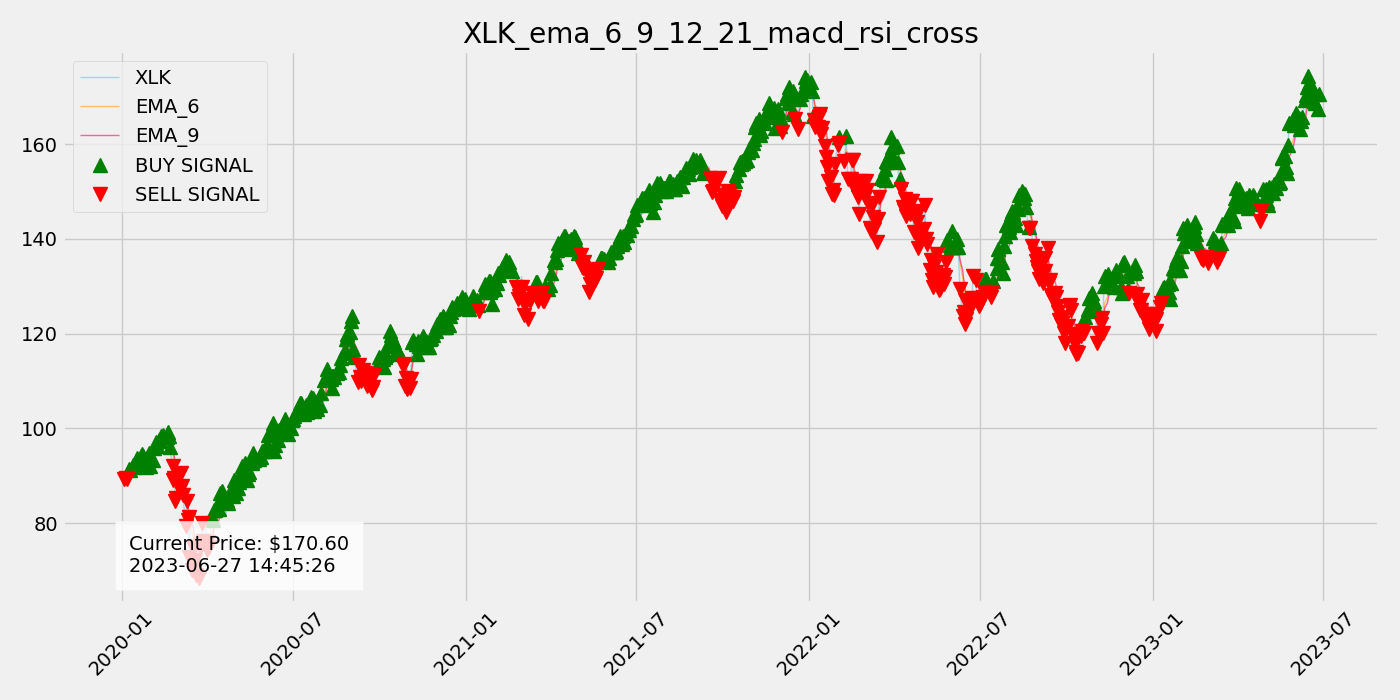 XLK_ema_6_9_12_21_macd_rsi_cross
XLK
EMA_6
EMA_9
BUY SIGNAL
SELL SIGNAL
160
140
120
100
80
Current Price: $170.60
2023-06-27 14:45:26
2020-01
2020-07
2021-01
2021-07
2022-01
2022-07
2023-01
2023-07